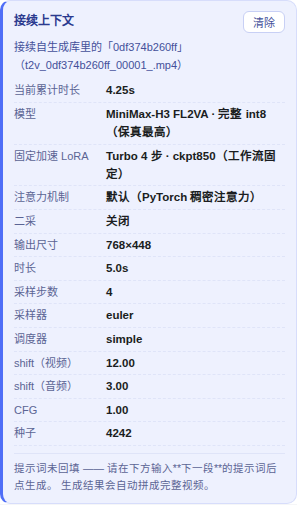 接续上下文
清除
接续自生成库里的「0df374b260ff」
（t2v_0df374b260ff_00001_.mp4）
当前累计时长 4.25s
模型 MiniMax-H3 FL2VA · 完整 int8
（保真最高）
固定加速 LoRA Turbo 4 步 · ckpt850（工作流固
定）
注意力机制 默认（PyTorch 稠密注意力）
二采 关闭
输出尺寸 768×448
时长 5.0s
采样步数 4
采样器 euler
调度器 simple
shift（视频） 12.00
shift（音频） 3.00
CFG 1.00
种子 4242
提示词未回填 —— 请在下方输入**下一段**的提示词后
点生成。 生成结果会自动拼成完整视频。